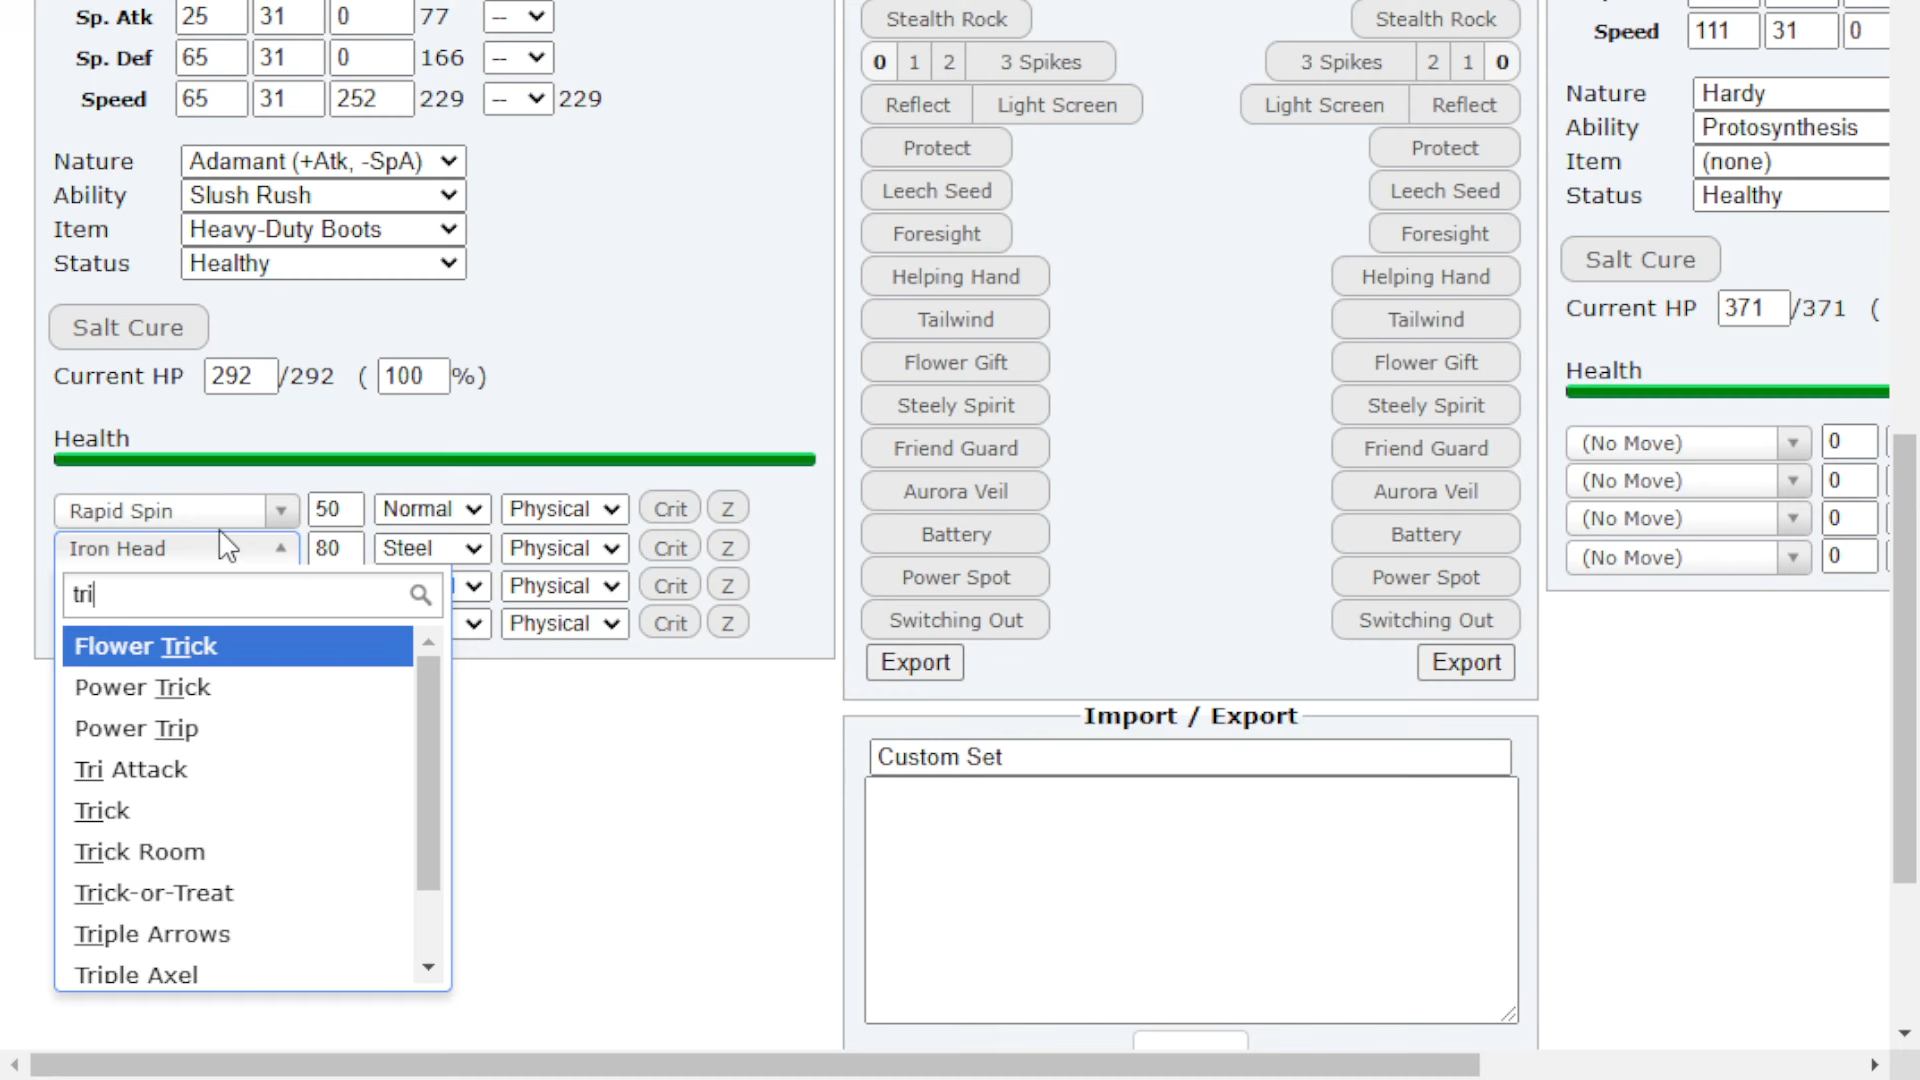 Sp. Atk 25 31 0 77 --
Sp. Def 65 31 0 166 --
Speed 65 31 252 229 -- 229
Nature Adamant (+Atk, -SpA)
Ability Slush Rush
Item Heavy-Duty Boots
Status Healthy
Salt Cure
Current HP 292 /292 ( 100 %)
Health
Rapid Spin 50 Normal Physical Crit Z
Iron Head 80 Steel Physical Crit Z
tri
Physical Crit Z
Physical Crit Z
Flower Trick
Power Trick
Power Trip
Tri Attack
Trick
Trick Room
Trick-or-Treat
Triple Arrows
Triple Axel
Stealth Rock Stealth Rock
0 1 2 3 Spikes 3 Spikes 2 1 0
Reflect Light Screen Light Screen Reflect
Protect Protect
Leech Seed Leech Seed
Foresight Foresight
Helping Hand Helping Hand
Tailwind Tailwind
Flower Gift Flower Gift
Steely Spirit Steely Spirit
Friend Guard Friend Guard
Aurora Veil Aurora Veil
Battery Battery
Power Spot Power Spot
Switching Out Switching Out
Export Export
Import / Export
Custom Set
Speed 111 31 0
Nature Hardy
Ability Protosynthesis
Item (none)
Status Healthy
Salt Cure
Current HP 371 /371 (
Health
(No Move) 0
(No Move) 0
(No Move) 0
(No Move) 0